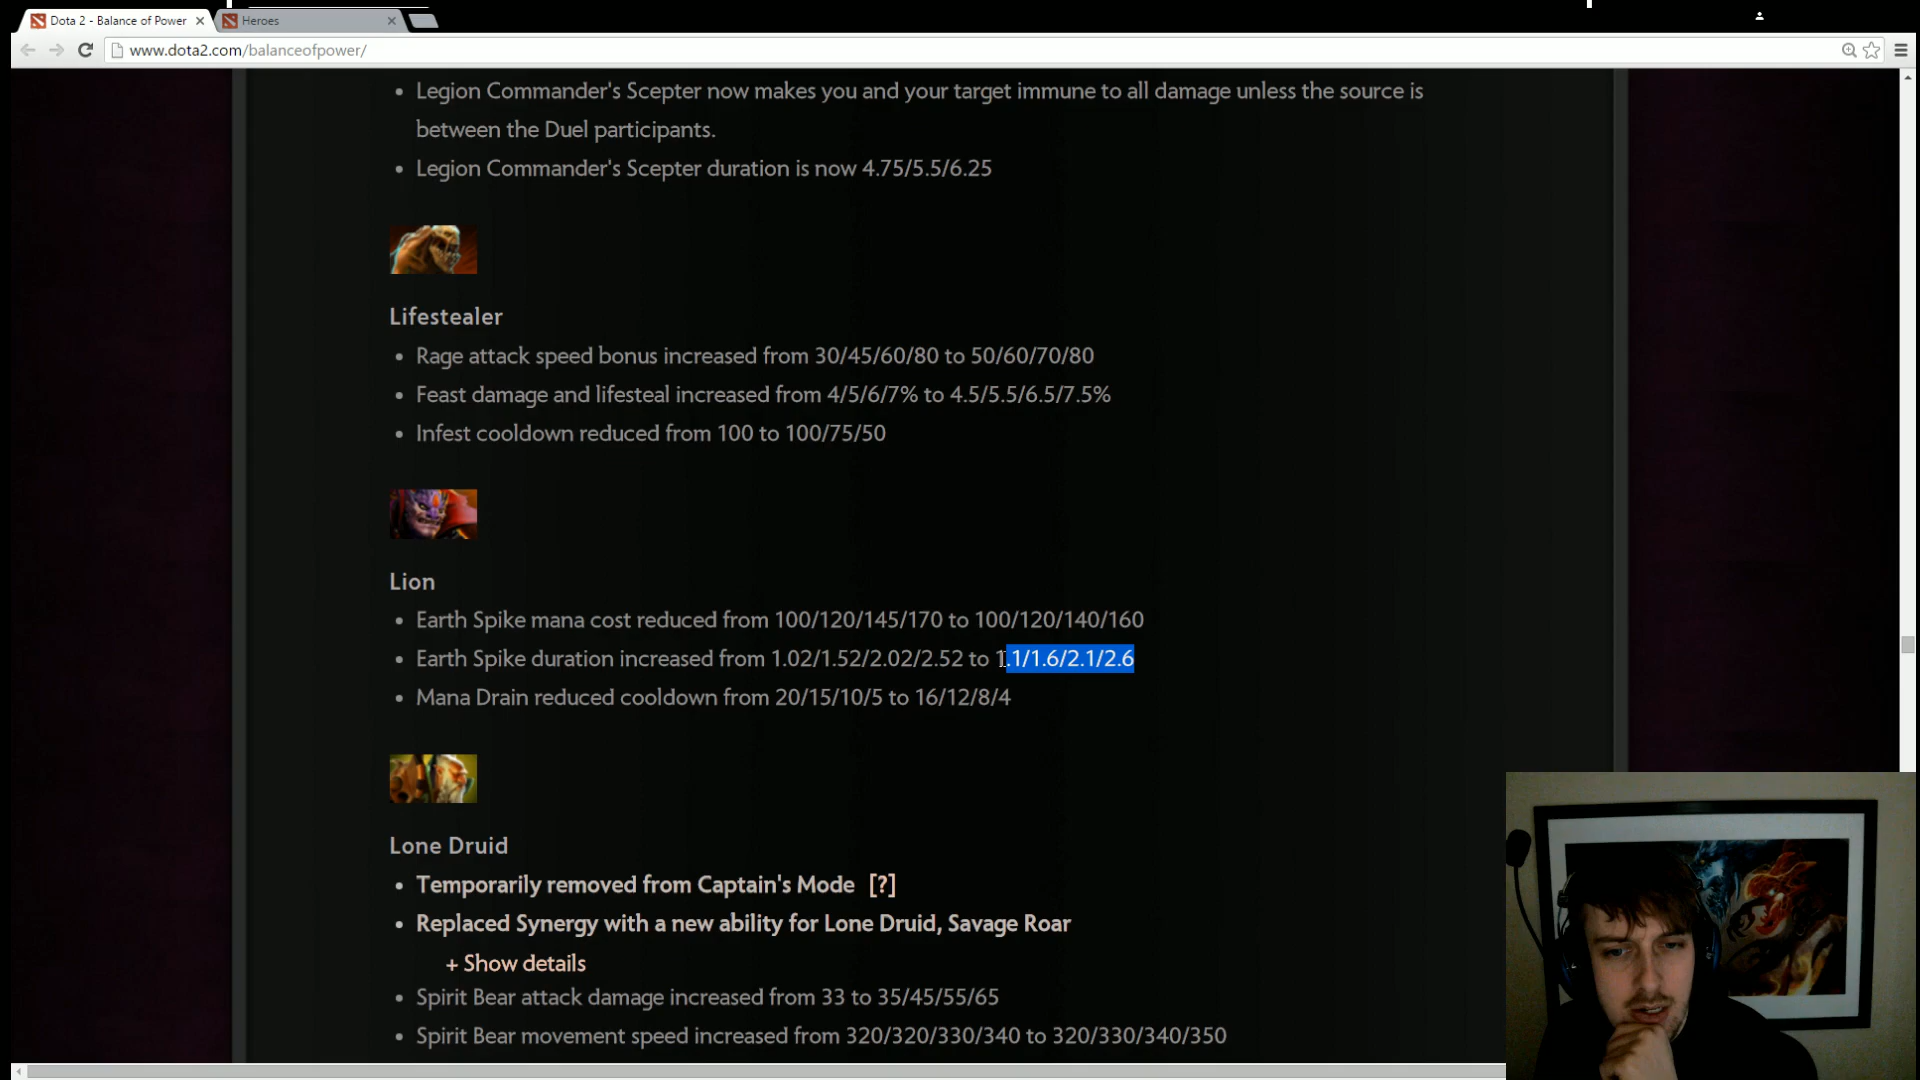 Dota 2 - Balance of Power
Heroes
www.dota2.com/balanceofpower/
• Legion Commander's Scepter now makes you and your target immune to all damage unless the source is
between the Duel participants.
• Legion Commander's Scepter duration is now 4.75/5.5/6.25
Lifestealer
• Rage attack speed bonus increased from 30/45/60/80 to 50/60/70/80
• Feast damage and lifesteal increased from 4/5/6/7% to 4.5/5.5/6.5/7.5%
• Infest cooldown reduced from 100 to 100/75/50
Lion
• Earth Spike mana cost reduced from 100/120/145/170 to 100/120/140/160
• Earth Spike duration increased from 1.02/1.52/2.02/2.52 to 1.1/1.6/2.1/2.6
• Mana Drain reduced cooldown from 20/15/10/5 to 16/12/8/4
Lone Druid
• Temporarily removed from Captain's Mode [?]
• Replaced Synergy with a new ability for Lone Druid, Savage Roar
+ Show details
• Spirit Bear attack damage increased from 33 to 35/45/55/65
• Spirit Bear movement speed increased from 320/320/330/340 to 320/330/340/350